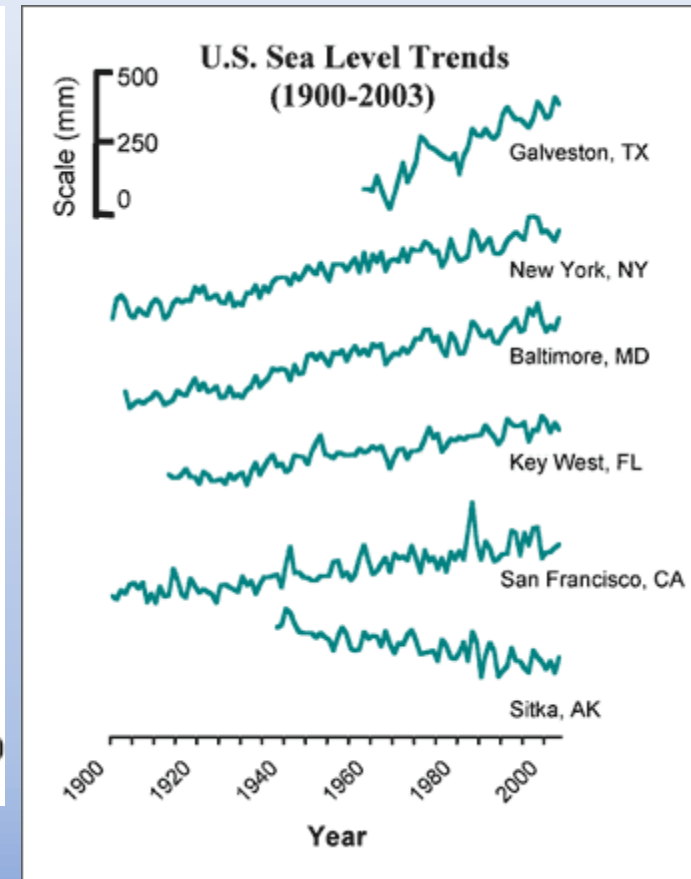 U.S. Sea Level Trends
(1900-2003)
Scale (mm)
500
250
0
Galveston, TX
New York, NY
Baltimore, MD
Key West, FL
San Francisco, CA
Sitka, AK
1900 1920 1940 1960 1980 2000
Year